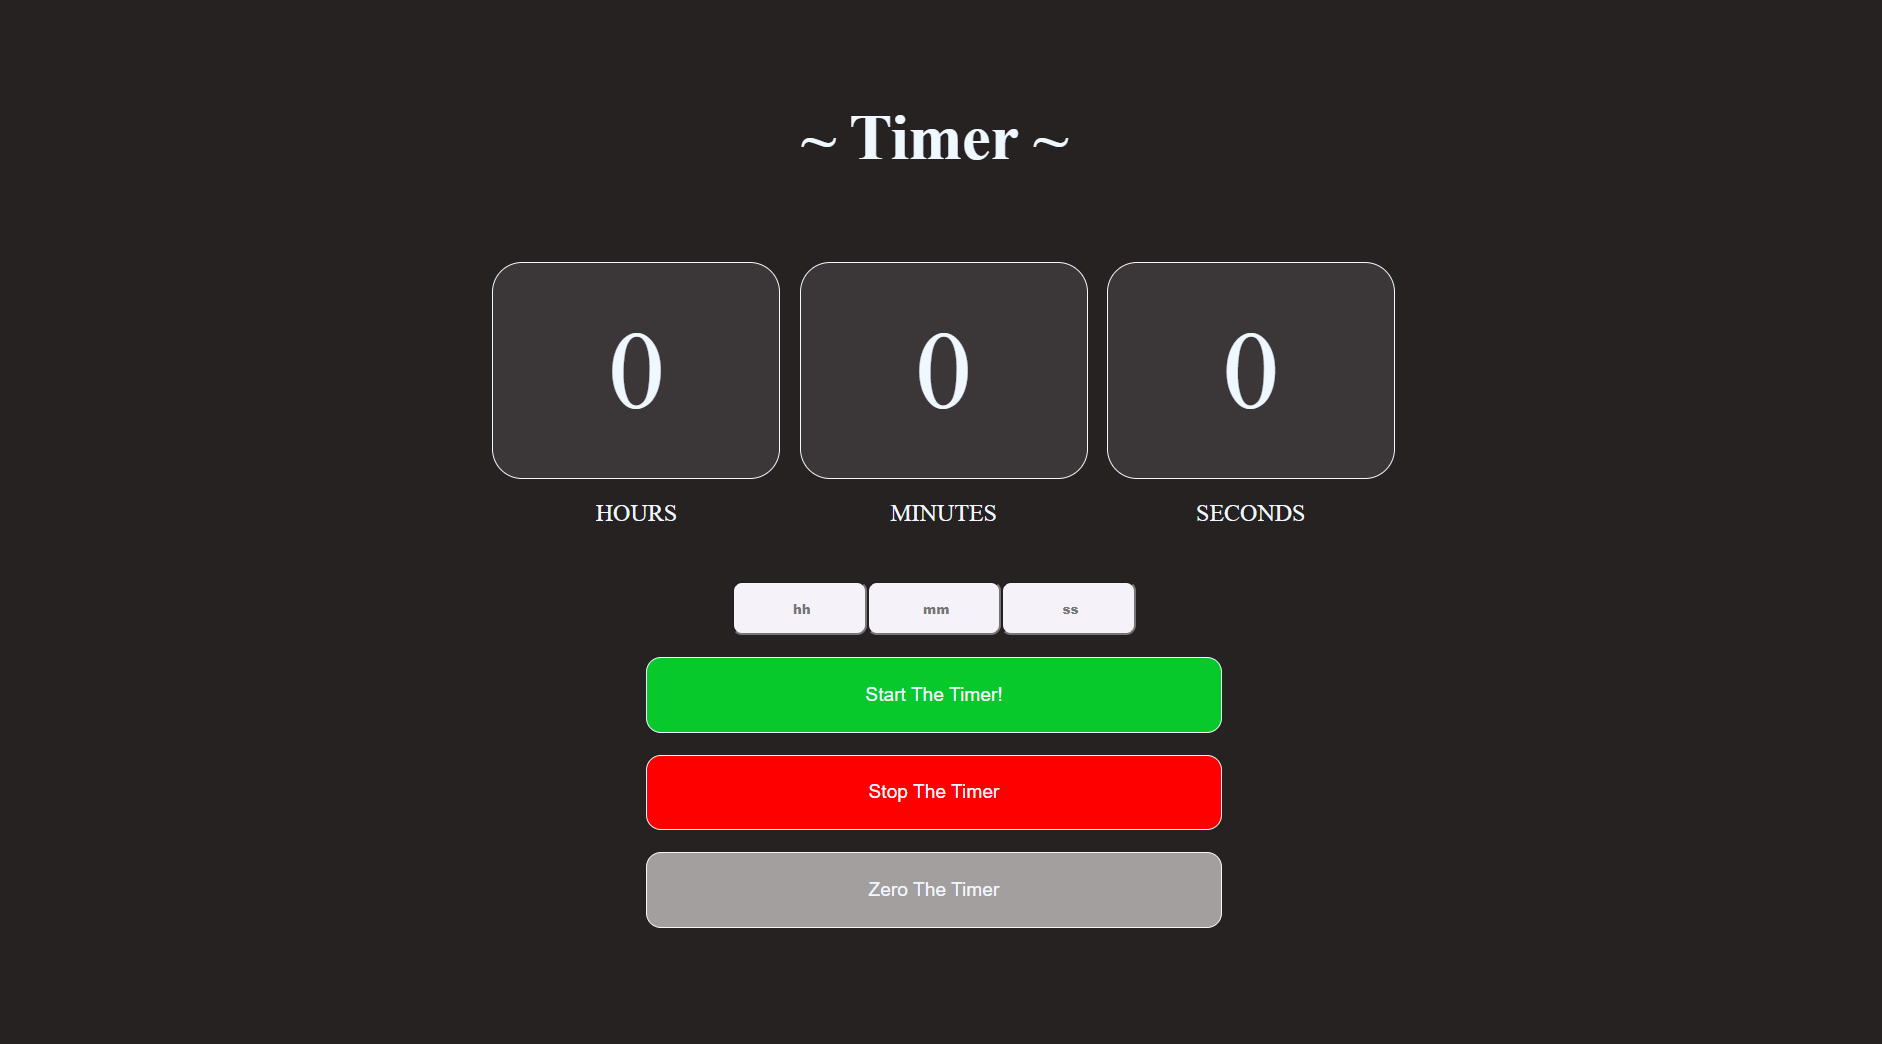 ~ Timer ~
0 0 0
HOURS MINUTES SECONDS
hh mm ss
Start The Timer!
Stop The Timer
Zero The Timer